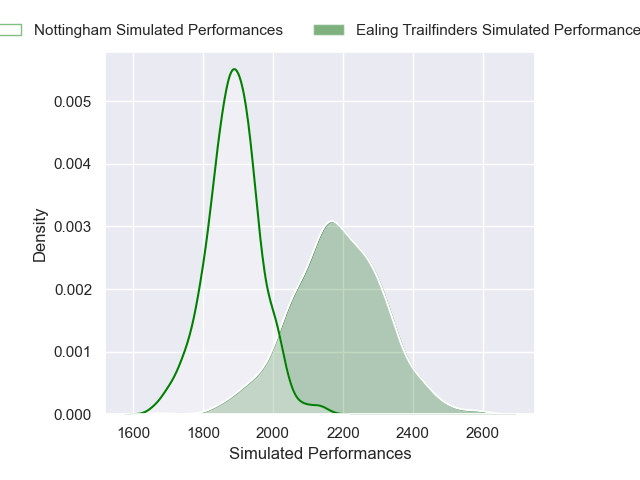 Nottingham Simulated Performances
Ealing Trailfinders Simulated Performance
0.005
0.004
0.003
0.002
0.001
0.000
Density
1600 1800 2000 2200 2400 2600
Simulated Performances